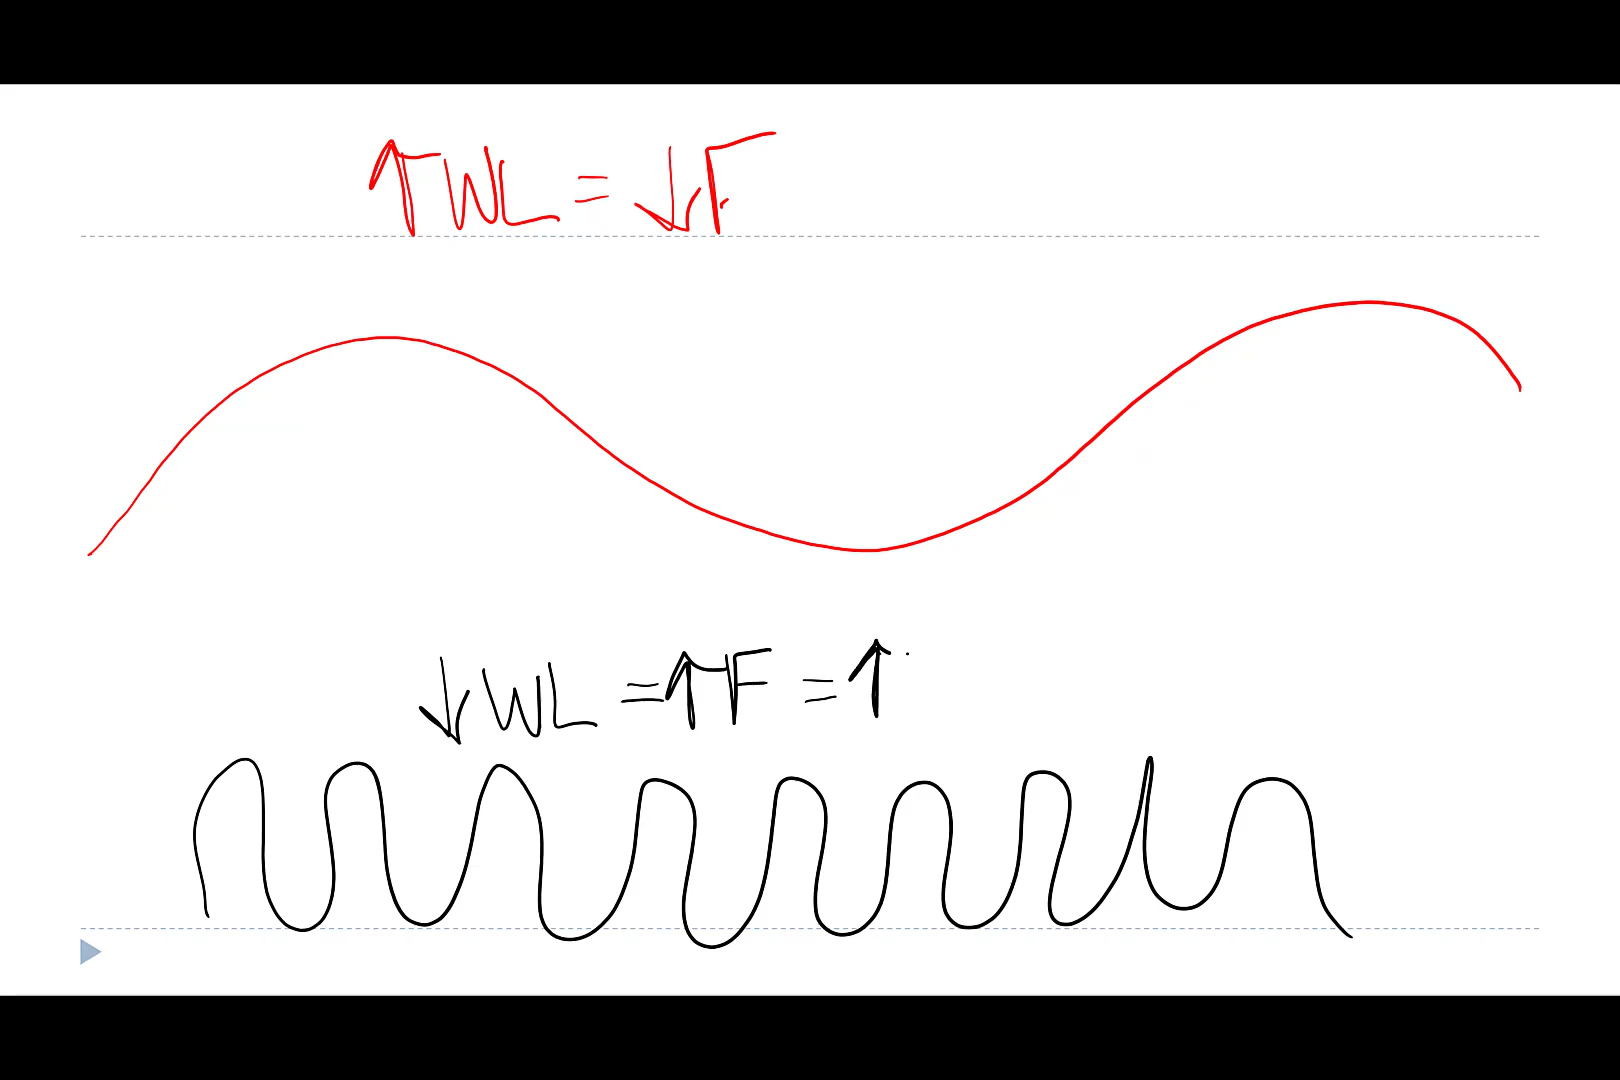 ↑WL = ↓F
↓WL = ↑F = ↑